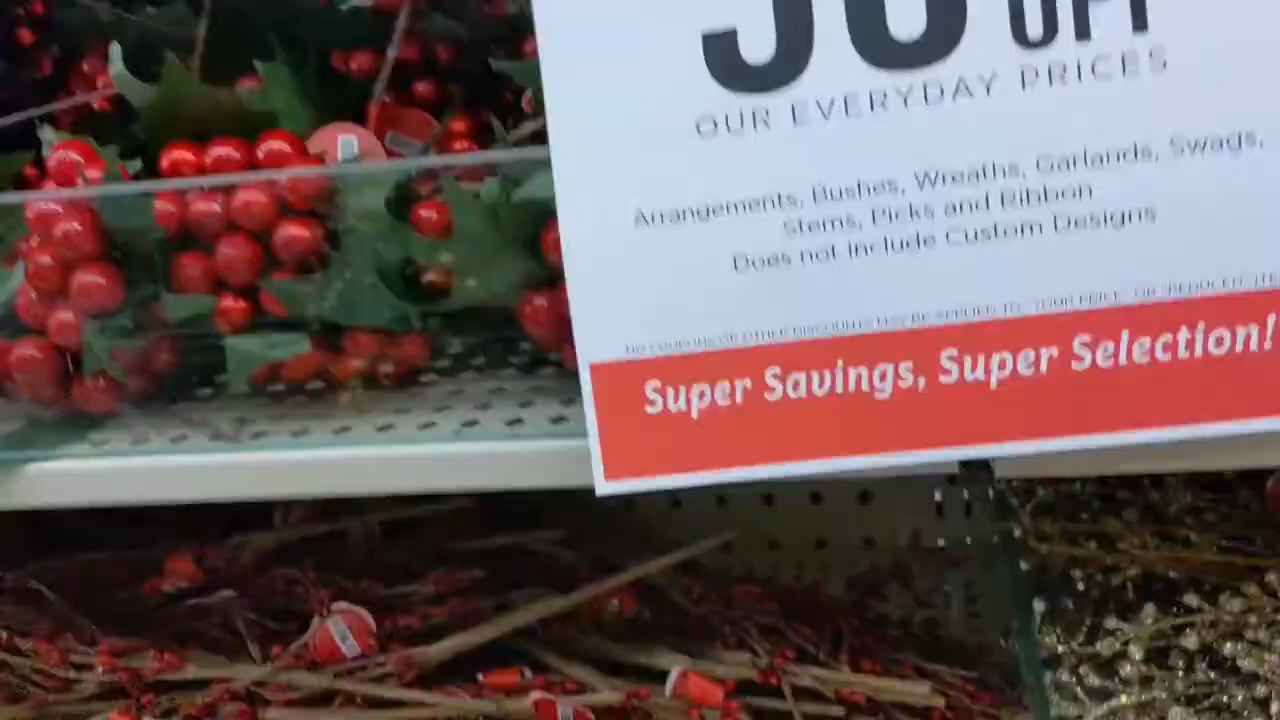 OFF
OUR EVERYDAY PRICES
Arrangements, Bushes, Wreaths, Garlands, Swags,
Stems, Picks and Ribbon
Does not include Custom Designs
Super Savings, Super Selection!